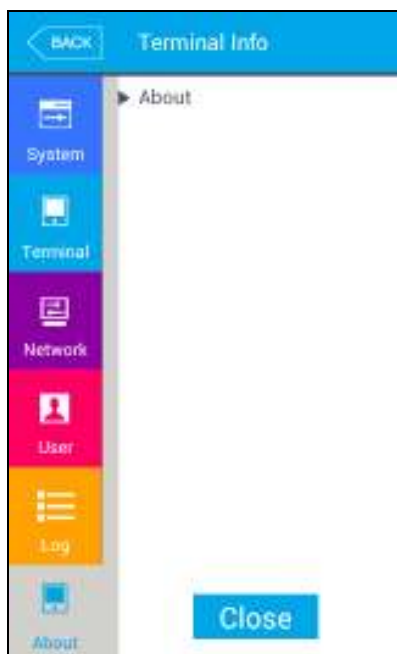 BACK
Terminal Info
About
System
Terminal
Network
User
Log
About
Close